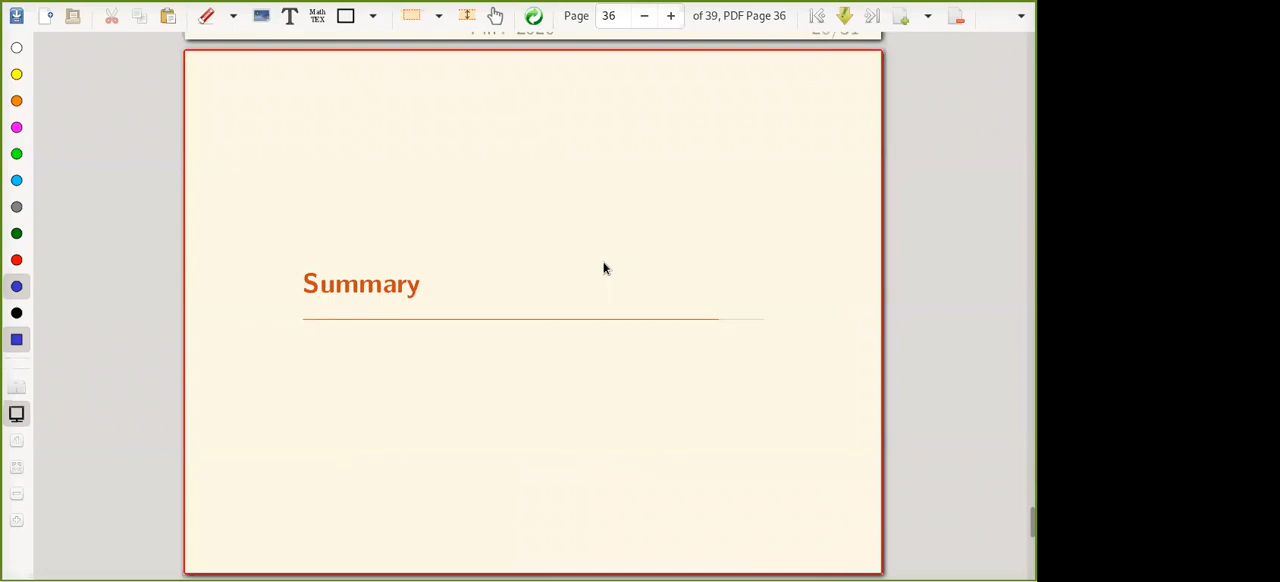 T Math
TEX
Page 36 − + of 39, PDF Page 36
Summary